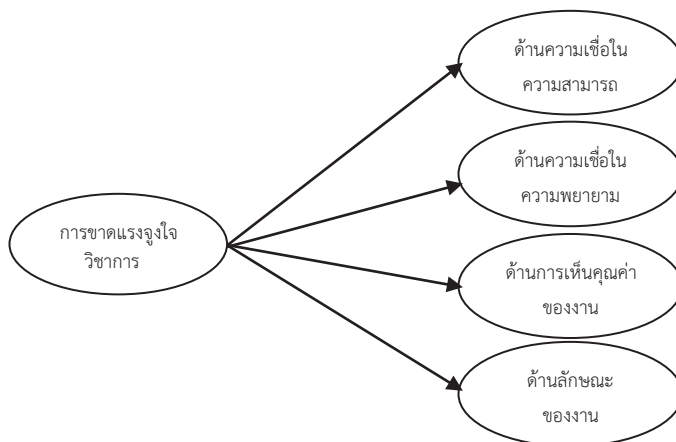 ด้านความเชื่อใน
ความสามารถ
ด้านความเชื่อใน
ความพยายาม
การขาดแรงจูงใจ
วิชาการ
ด้านการเห็นคุณค่า
ของงาน
ด้านลักษณะ
ของงาน